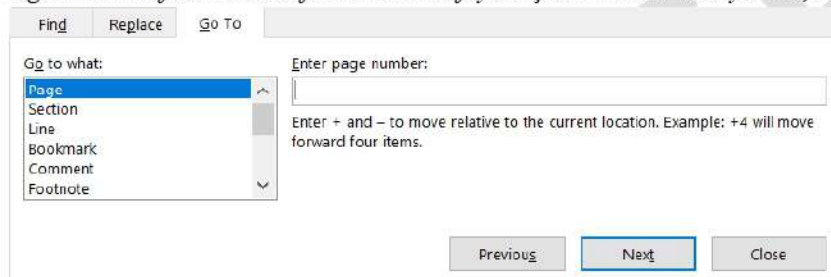 Find Replace Go To
Go to what:
Page
Section
Line
Bookmark
Comment
Footnote
Enter page number:
Enter + and – to move relative to the current location. Example: +4 will move
forward four items.
Previous Next Close